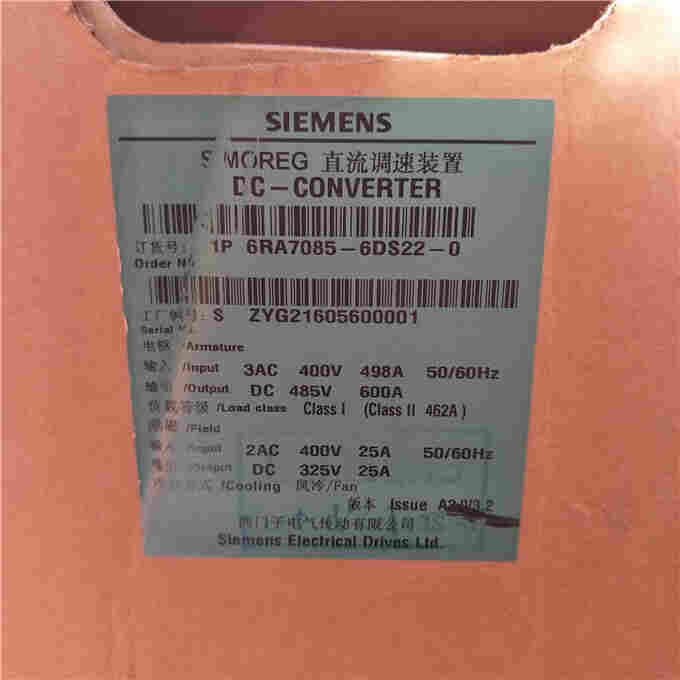 SIEMENS
SIMOREG 直流调速装置
DC-CONVERTER
订货号: 1P 6RA7085-6DS22-0
Order No
工厂编号: S ZYG21605600001
Serial No.
电枢 /Armature
输入 /Input 3AC 400V 498A 50/60Hz
输出 /Output DC 485V 600A
负载等级 /Load class Class I (Class II 462A)
励磁 /Field
输入 /Input 2AC 400V 25A 50/60Hz
输出 /Output DC 325V 25A
冷却方式 /Cooling 风冷/Fan
版本 Issue A2.0/3.2
西门子电气传动有限公司
Siemens Electrical Drives Ltd.